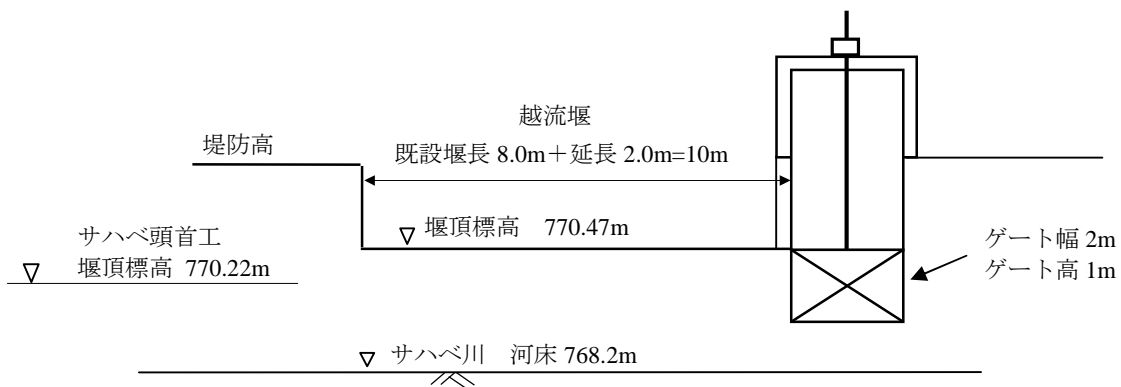 越流堰
堤防高
既設堰長 8.0m+延長 2.0m=10m
堰頂標高 770.47m
サハベ頭首工
堰頂標高 770.22m
ゲート幅 2m
ゲート高 1m
サハベ川 河床 768.2m